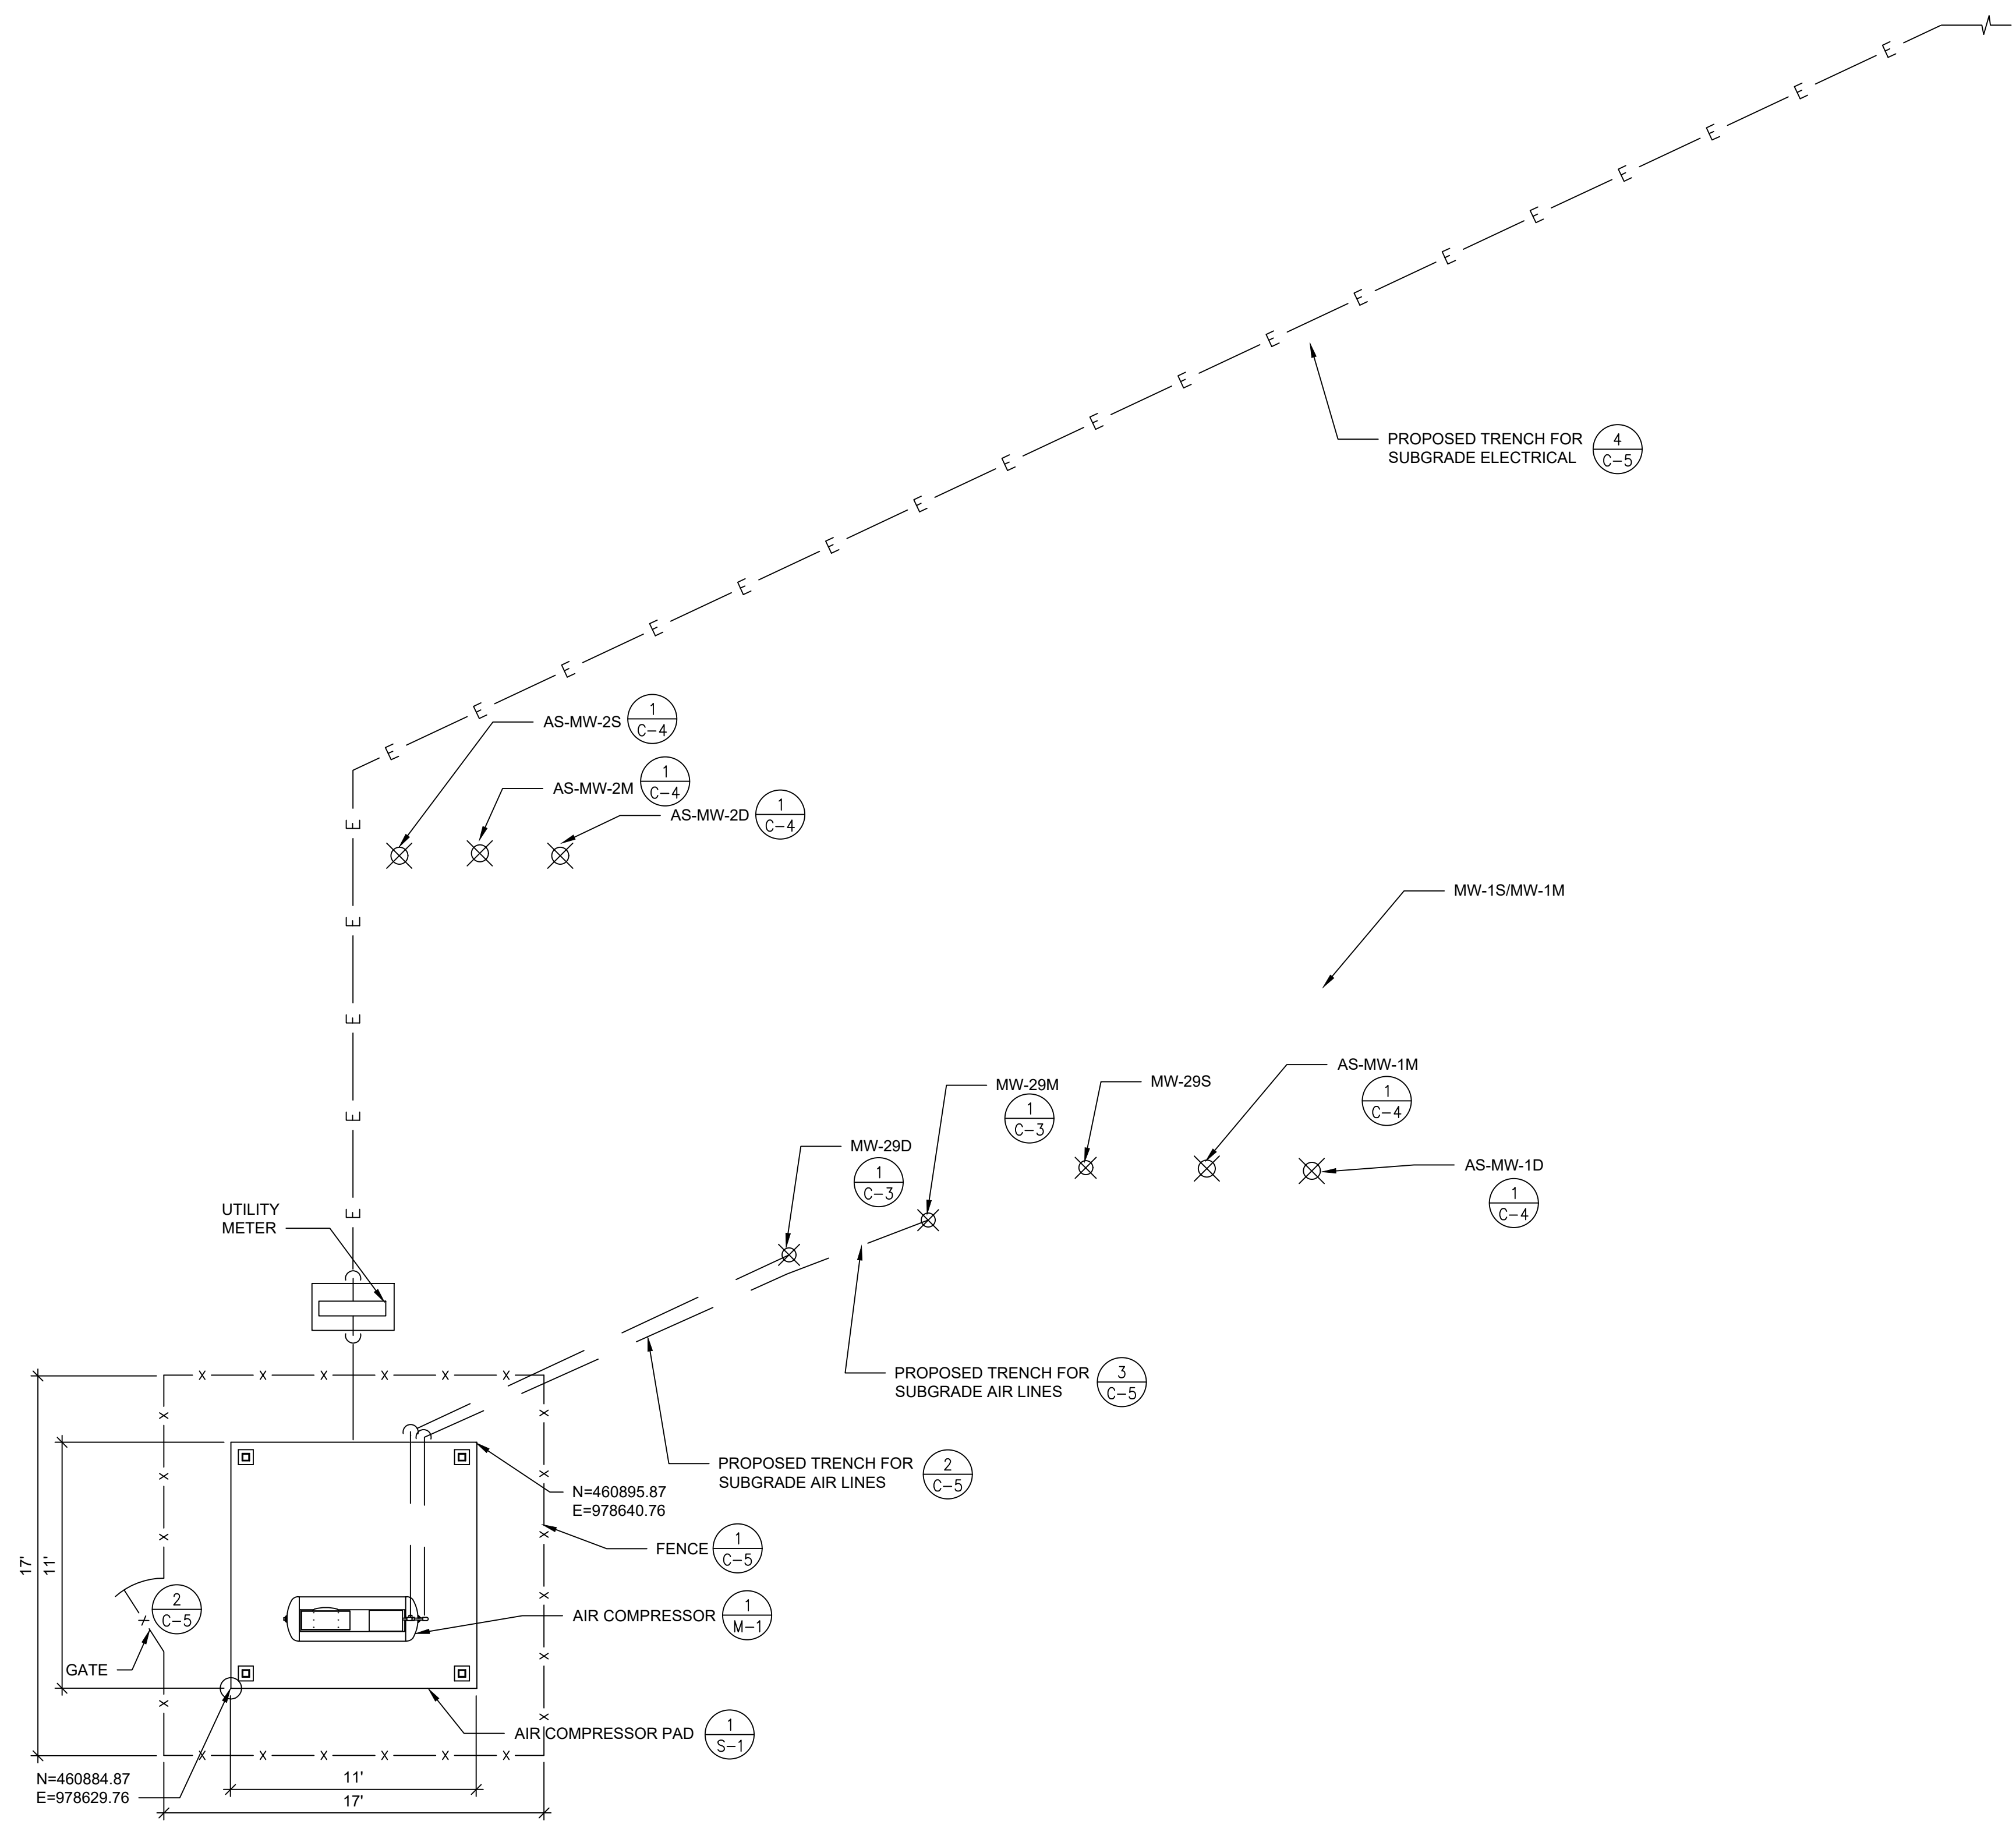 E E E E E E E E E E E E E E E E E E
PROPOSED TRENCH FOR
SUBGRADE ELECTRICAL
4
C-5
AS-MW-2S
1
C-4
AS-MW-2M
1
C-4
AS-MW-2D
1
C-4
E
E
E
E
E
MW-1S/MW-1M
AS-MW-1M
1
C-4
MW-29S
MW-29M
1
C-3
MW-29D
1
C-3
AS-MW-1D
1
C-4
UTILITY
METER
PROPOSED TRENCH FOR
SUBGRADE AIR LINES
3
C-5
X X X X X X
PROPOSED TRENCH FOR
SUBGRADE AIR LINES
2
C-5
N=460895.87
E=978640.76
FENCE
1
C-5
17'
11'
X
X
X
X
X
X
X
X
X
X
2
C-5
AIR COMPRESSOR
1
M-1
GATE
AIR COMPRESSOR PAD
1
S-1
X X X X X X
N=460884.87
E=978629.76
11'
17'